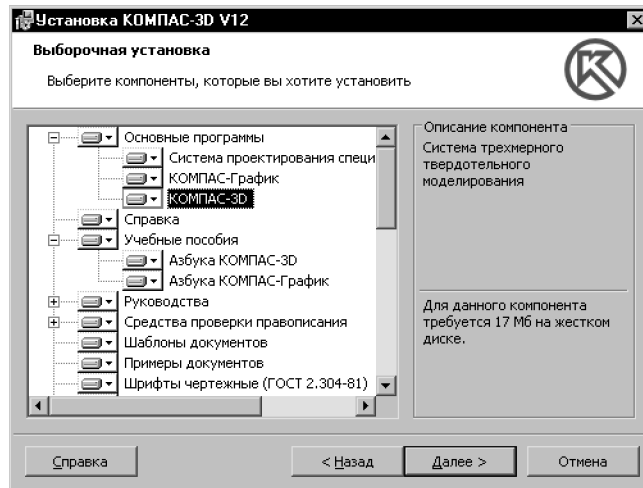 Установка КОМПАС-3D V12
Выборочная установка
Выберите компоненты, которые вы хотите установить
Основные программы
Система проектирования специ
КОМПАС-График
КОМПАС-3D
Справка
Учебные пособия
Азбука КОМПАС-3D
Азбука КОМПАС-График
Руководства
Средства проверки правописания
Шаблоны документов
Примеры документов
Шрифты чертежные (ГОСТ 2.304-81)
Описание компонента
Система трехмерного
твердотельного
моделирования
Для данного компонента
требуется 17 Мб на жестком
диске.
Справка
< Назад
Далее >
Отмена